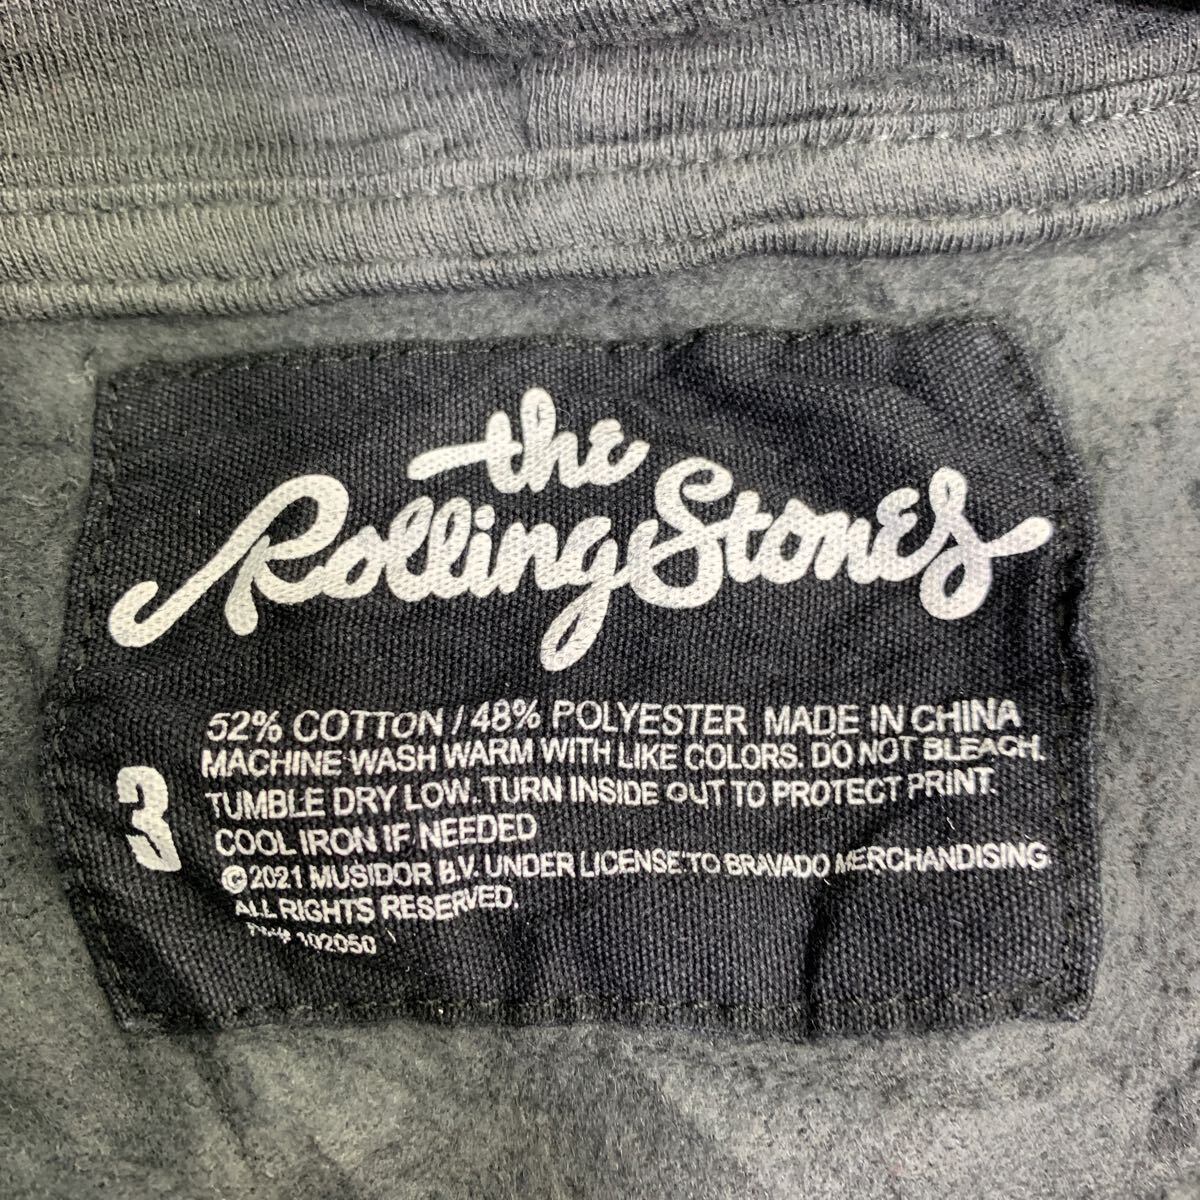 the
Rolling Stones
52% COTTON / 48% POLYESTER MADE IN CHINA
MACHINE WASH WARM WITH LIKE COLORS. DO NOT BLEACH.
TUMBLE DRY LOW. TURN INSIDE OUT TO PROTECT PRINT.
COOL IRON IF NEEDED
3
©2021 MUSIDOR B.V. UNDER LICENSE TO BRAVADO MERCHANDISING
ALL RIGHTS RESERVED.
102050